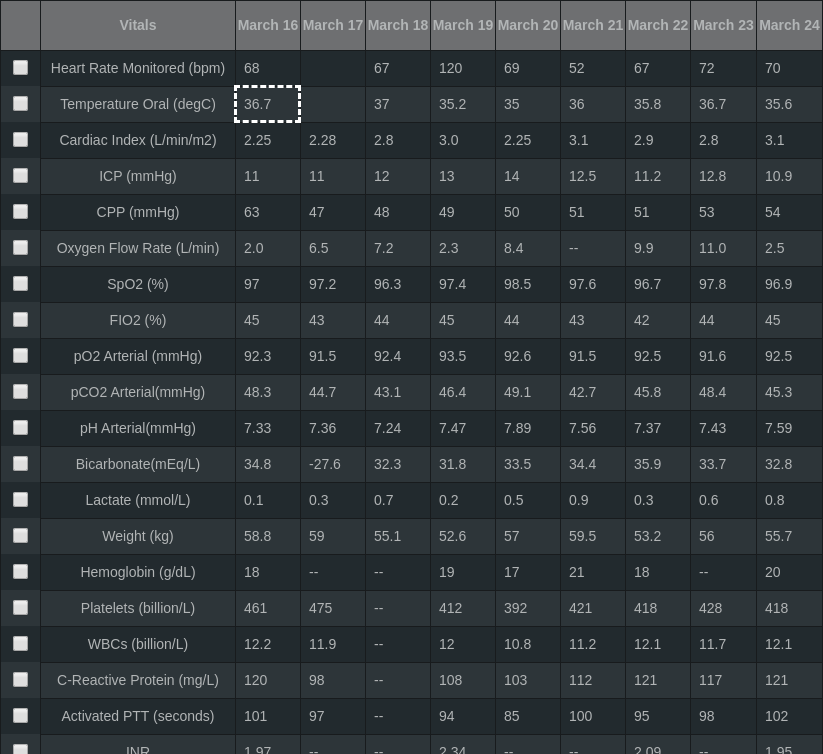 Vitals March 16 March 17 March 18 March 19 March 20 March 21 March 22 March 23 March 24
Heart Rate Monitored (bpm) 68 67 120 69 52 67 72 70
Temperature Oral (degC) 36.7 37 35.2 35 36 35.8 36.7 35.6
Cardiac Index (L/min/m2) 2.25 2.28 2.8 3.0 2.25 3.1 2.9 2.8 3.1
ICP (mmHg) 11 11 12 13 14 12.5 11.2 12.8 10.9
CPP (mmHg) 63 47 48 49 50 51 51 53 54
Oxygen Flow Rate (L/min) 2.0 6.5 7.2 2.3 8.4 -- 9.9 11.0 2.5
SpO2 (%) 97 97.2 96.3 97.4 98.5 97.6 96.7 97.8 96.9
FIO2 (%) 45 43 44 45 44 43 42 44 45
pO2 Arterial (mmHg) 92.3 91.5 92.4 93.5 92.6 91.5 92.5 91.6 92.5
pCO2 Arterial(mmHg) 48.3 44.7 43.1 46.4 49.1 42.7 45.8 48.4 45.3
pH Arterial(mmHg) 7.33 7.36 7.24 7.47 7.89 7.56 7.37 7.43 7.59
Bicarbonate(mEq/L) 34.8 -27.6 32.3 31.8 33.5 34.4 35.9 33.7 32.8
Lactate (mmol/L) 0.1 0.3 0.7 0.2 0.5 0.9 0.3 0.6 0.8
Weight (kg) 58.8 59 55.1 52.6 57 59.5 53.2 56 55.7
Hemoglobin (g/dL) 18 -- -- 19 17 21 18 -- 20
Platelets (billion/L) 461 475 -- 412 392 421 418 428 418
WBCs (billion/L) 12.2 11.9 -- 12 10.8 11.2 12.1 11.7 12.1
C-Reactive Protein (mg/L) 120 98 -- 108 103 112 121 117 121
Activated PTT (seconds) 101 97 -- 94 85 100 95 98 102
INR 1.97 -- -- 2.34 -- -- 2.09 -- 1.95